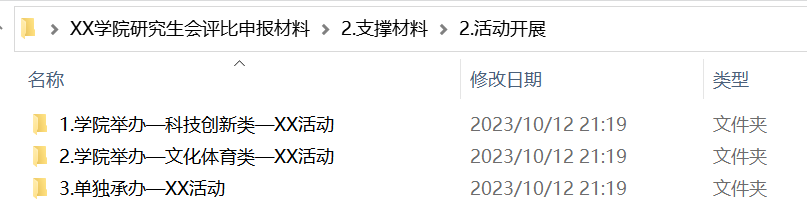 XX学院研究生会评比申报材料 > 2.支撑材料 > 2.活动开展
名称 修改日期 类型
1.学院举办—科技创新类—XX活动 2023/10/12 21:19 文件夹
2.学院举办—文化体育类—XX活动 2023/10/12 21:19 文件夹
3.单独承办—XX活动 2023/10/12 21:19 文件夹